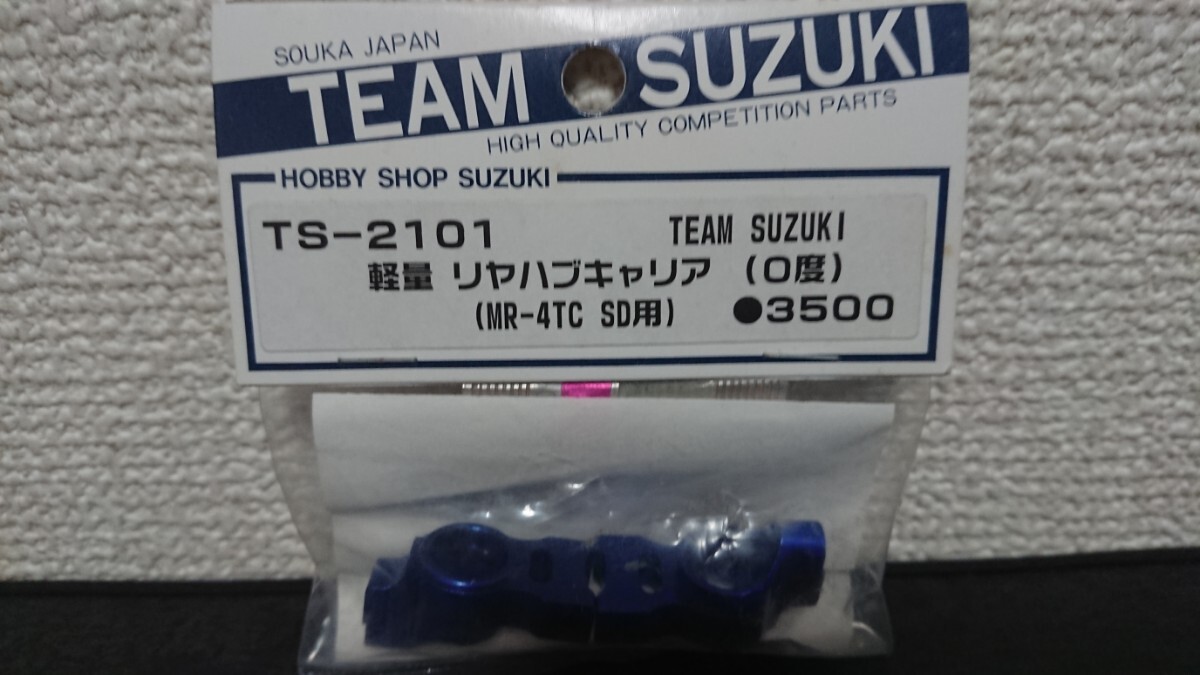 SOUKA JAPAN
TEAM SUZUKI
HIGH QUALITY COMPETITION PARTS
HOBBY SHOP SUZUKI
TS-2101 TEAM SUZUKI
軽量 リヤハブキャリア (0度)
(MR-4TC SD用) ●3500